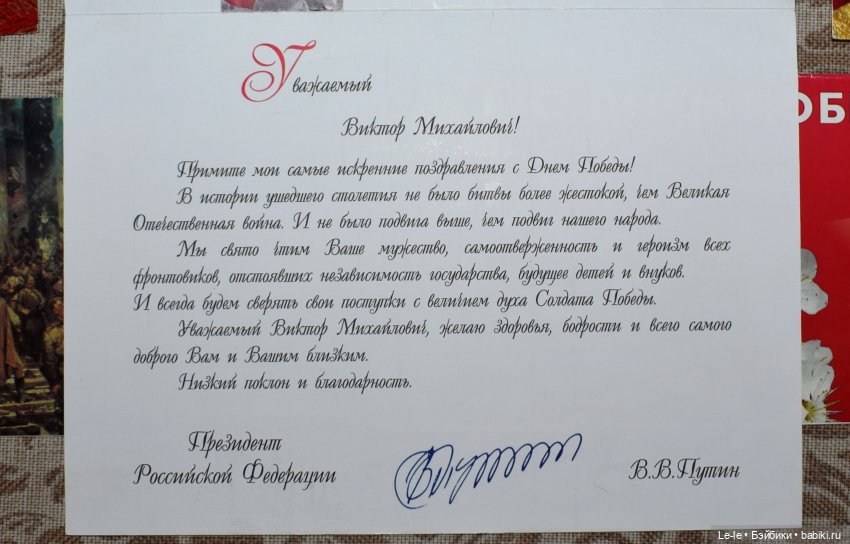 Уважаемый
Виктор Михайлович!
Примите мои самые искренние поздравления с Днем Победы!
В истории ушедшего столетия не было битвы более жестокой, чем Великая
Отечественная война. И не было подвига выше, чем подвиг нашего народа.
Мы свято чтим Ваше мужество, самоотверженность и героизм всех
фронтовиков, отстоявших независимость государства, будущее детей и внуков.
И всегда будем сверять свои поступки с величием духа Солдата Победы.
Уважаемый Виктор Михайлович, желаю здоровья, бодрости и всего самого
доброго Вам и Вашим близким.
Низкий поклон и благодарность.
Президент
Российской Федерации
В.В.Путин
ОБ
Le-le • Бэйбики • babiki.ru